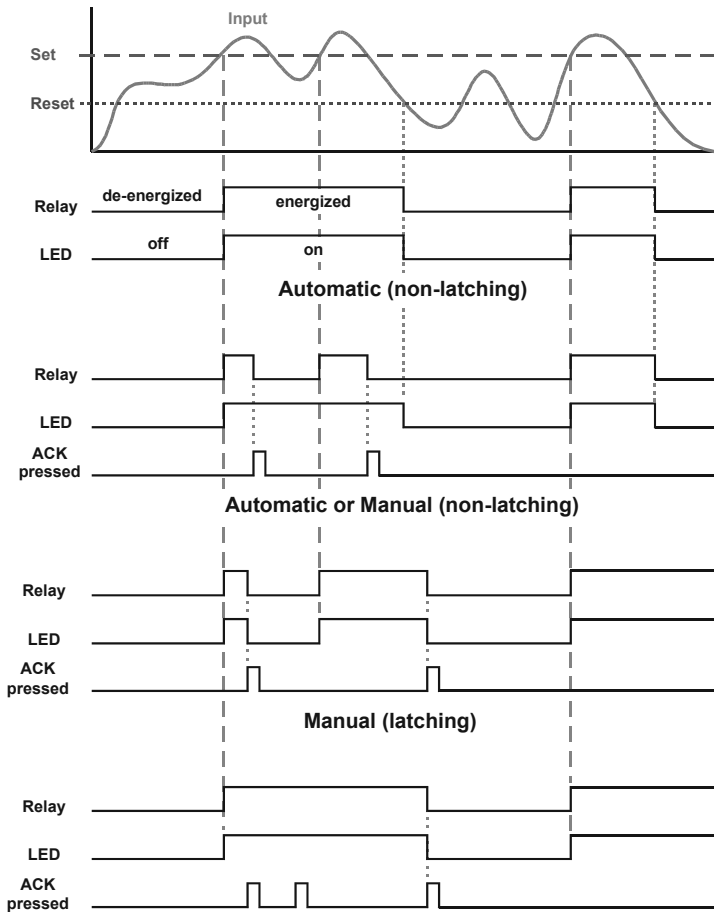 Input
Set
Reset
de-energized energized
Relay
off on
LED
Automatic (non-latching)
Relay
LED
ACK
pressed
Automatic or Manual (non-latching)
Relay
LED
ACK
pressed
Manual (latching)
Relay
LED
ACK
pressed